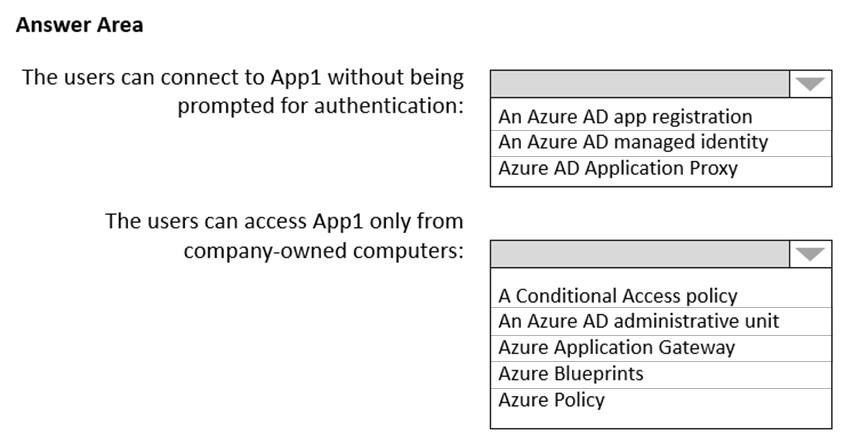 Answer Area
The users can connect to App1 without being
prompted for authentication:
An Azure AD app registration
An Azure AD managed identity
Azure AD Application Proxy
The users can access App1 only from
company-owned computers:
A Conditional Access policy
An Azure AD administrative unit
Azure Application Gateway
Azure Blueprints
Azure Policy